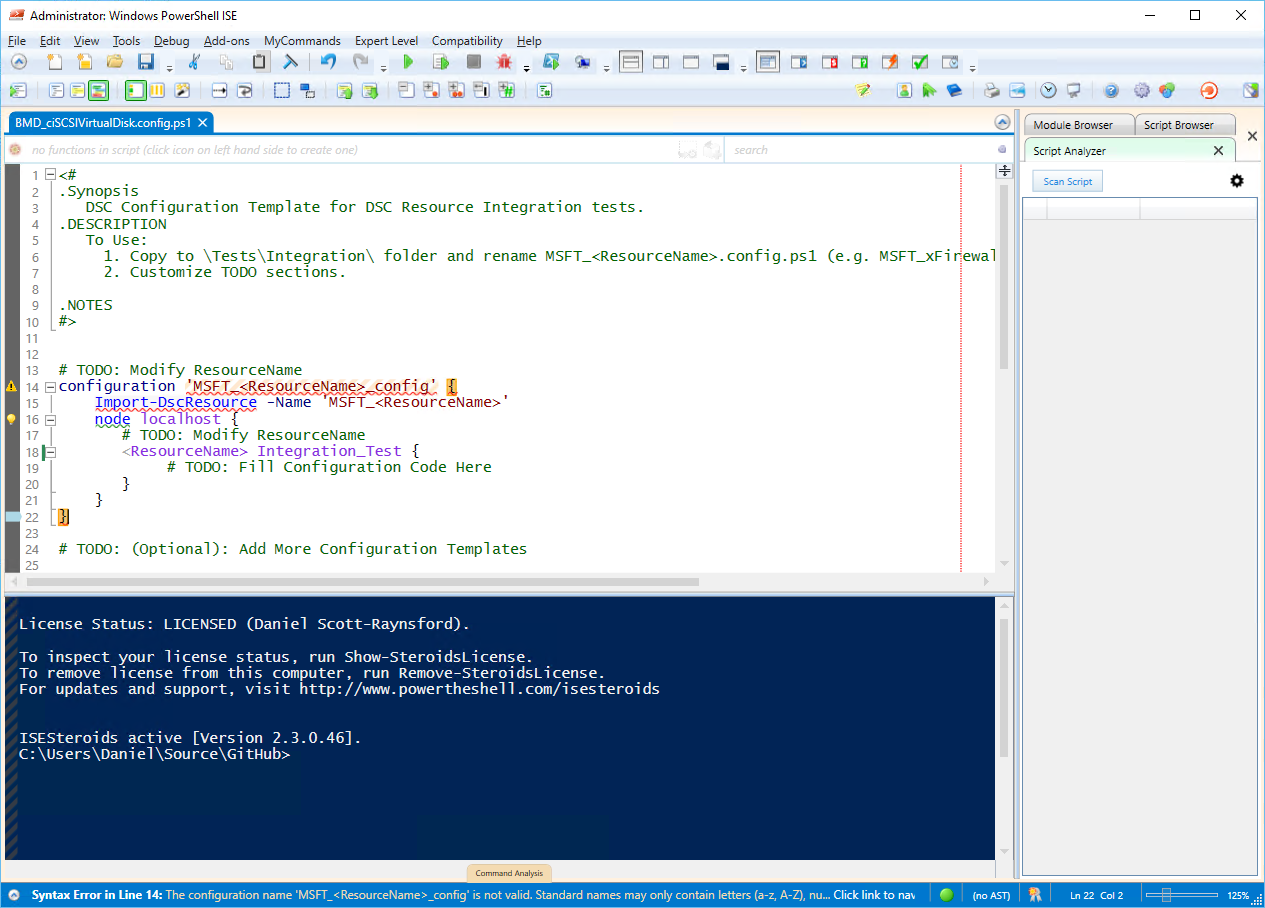 Administrator: Windows PowerShell ISE
File Edit View Tools Debug Add-ons MyCommands Expert Level Compatibility Help
BMD_ciSCSIVirtualDisk.config.ps1
Module Browser Script Browser
no functions in script (click icon on left hand side to create one) search
Script Analyzer
Scan Script
1 <#
2 .Synopsis
3 DSC Configuration Template for DSC Resource Integration tests.
4 .DESCRIPTION
5 To Use:
6 1. Copy to \Tests\Integration\ folder and rename MSFT_<ResourceName>.config.ps1 (e.g. MSFT_xFirewal
7 2. Customize TODO sections.
8
9 .NOTES
10 #>
11
12
13 # TODO: Modify ResourceName
14 configuration 'MSFT_<ResourceName>_config' {
15 Import-DscResource -Name 'MSFT_<ResourceName>'
16 node localhost {
17 # TODO: Modify ResourceName
18 <ResourceName> Integration_Test {
19 # TODO: Fill Configuration Code Here
20 }
21 }
22 }
23
24 # TODO: (Optional): Add More Configuration Templates
25
License Status: LICENSED (Daniel Scott-Raynsford).
To inspect your license status, run Show-SteroidsLicense.
To remove license from this computer, run Remove-SteroidsLicense.
For updates and support, visit http://www.powertheshell.com/isesteroids
ISESteroids active [Version 2.3.0.46].
C:\Users\Daniel\Source\GitHub>
Command Analysis
Syntax Error in Line 14: The configuration name 'MSFT_<ResourceName>_config' is not valid. Standard names may only contain letters (a-z, A-Z), nu... Click link to nav (no AST) Ln 22 Col 2 125%